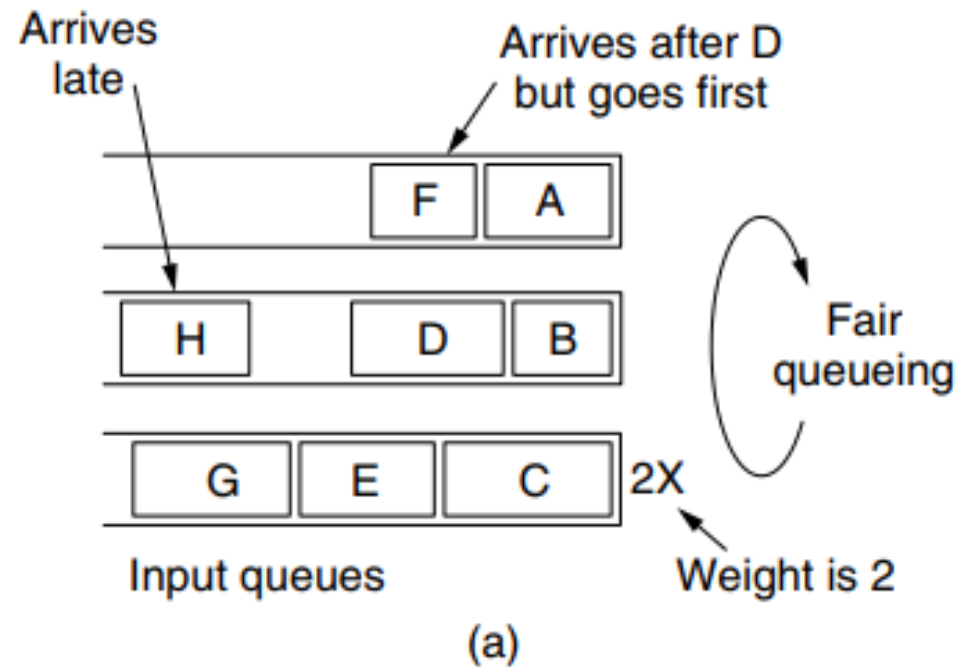 Arrives
late
Arrives after D
but goes first
F
A
H
D
B
Fair
queueing
G
E
C
2X
Input queues
Weight is 2
(a)